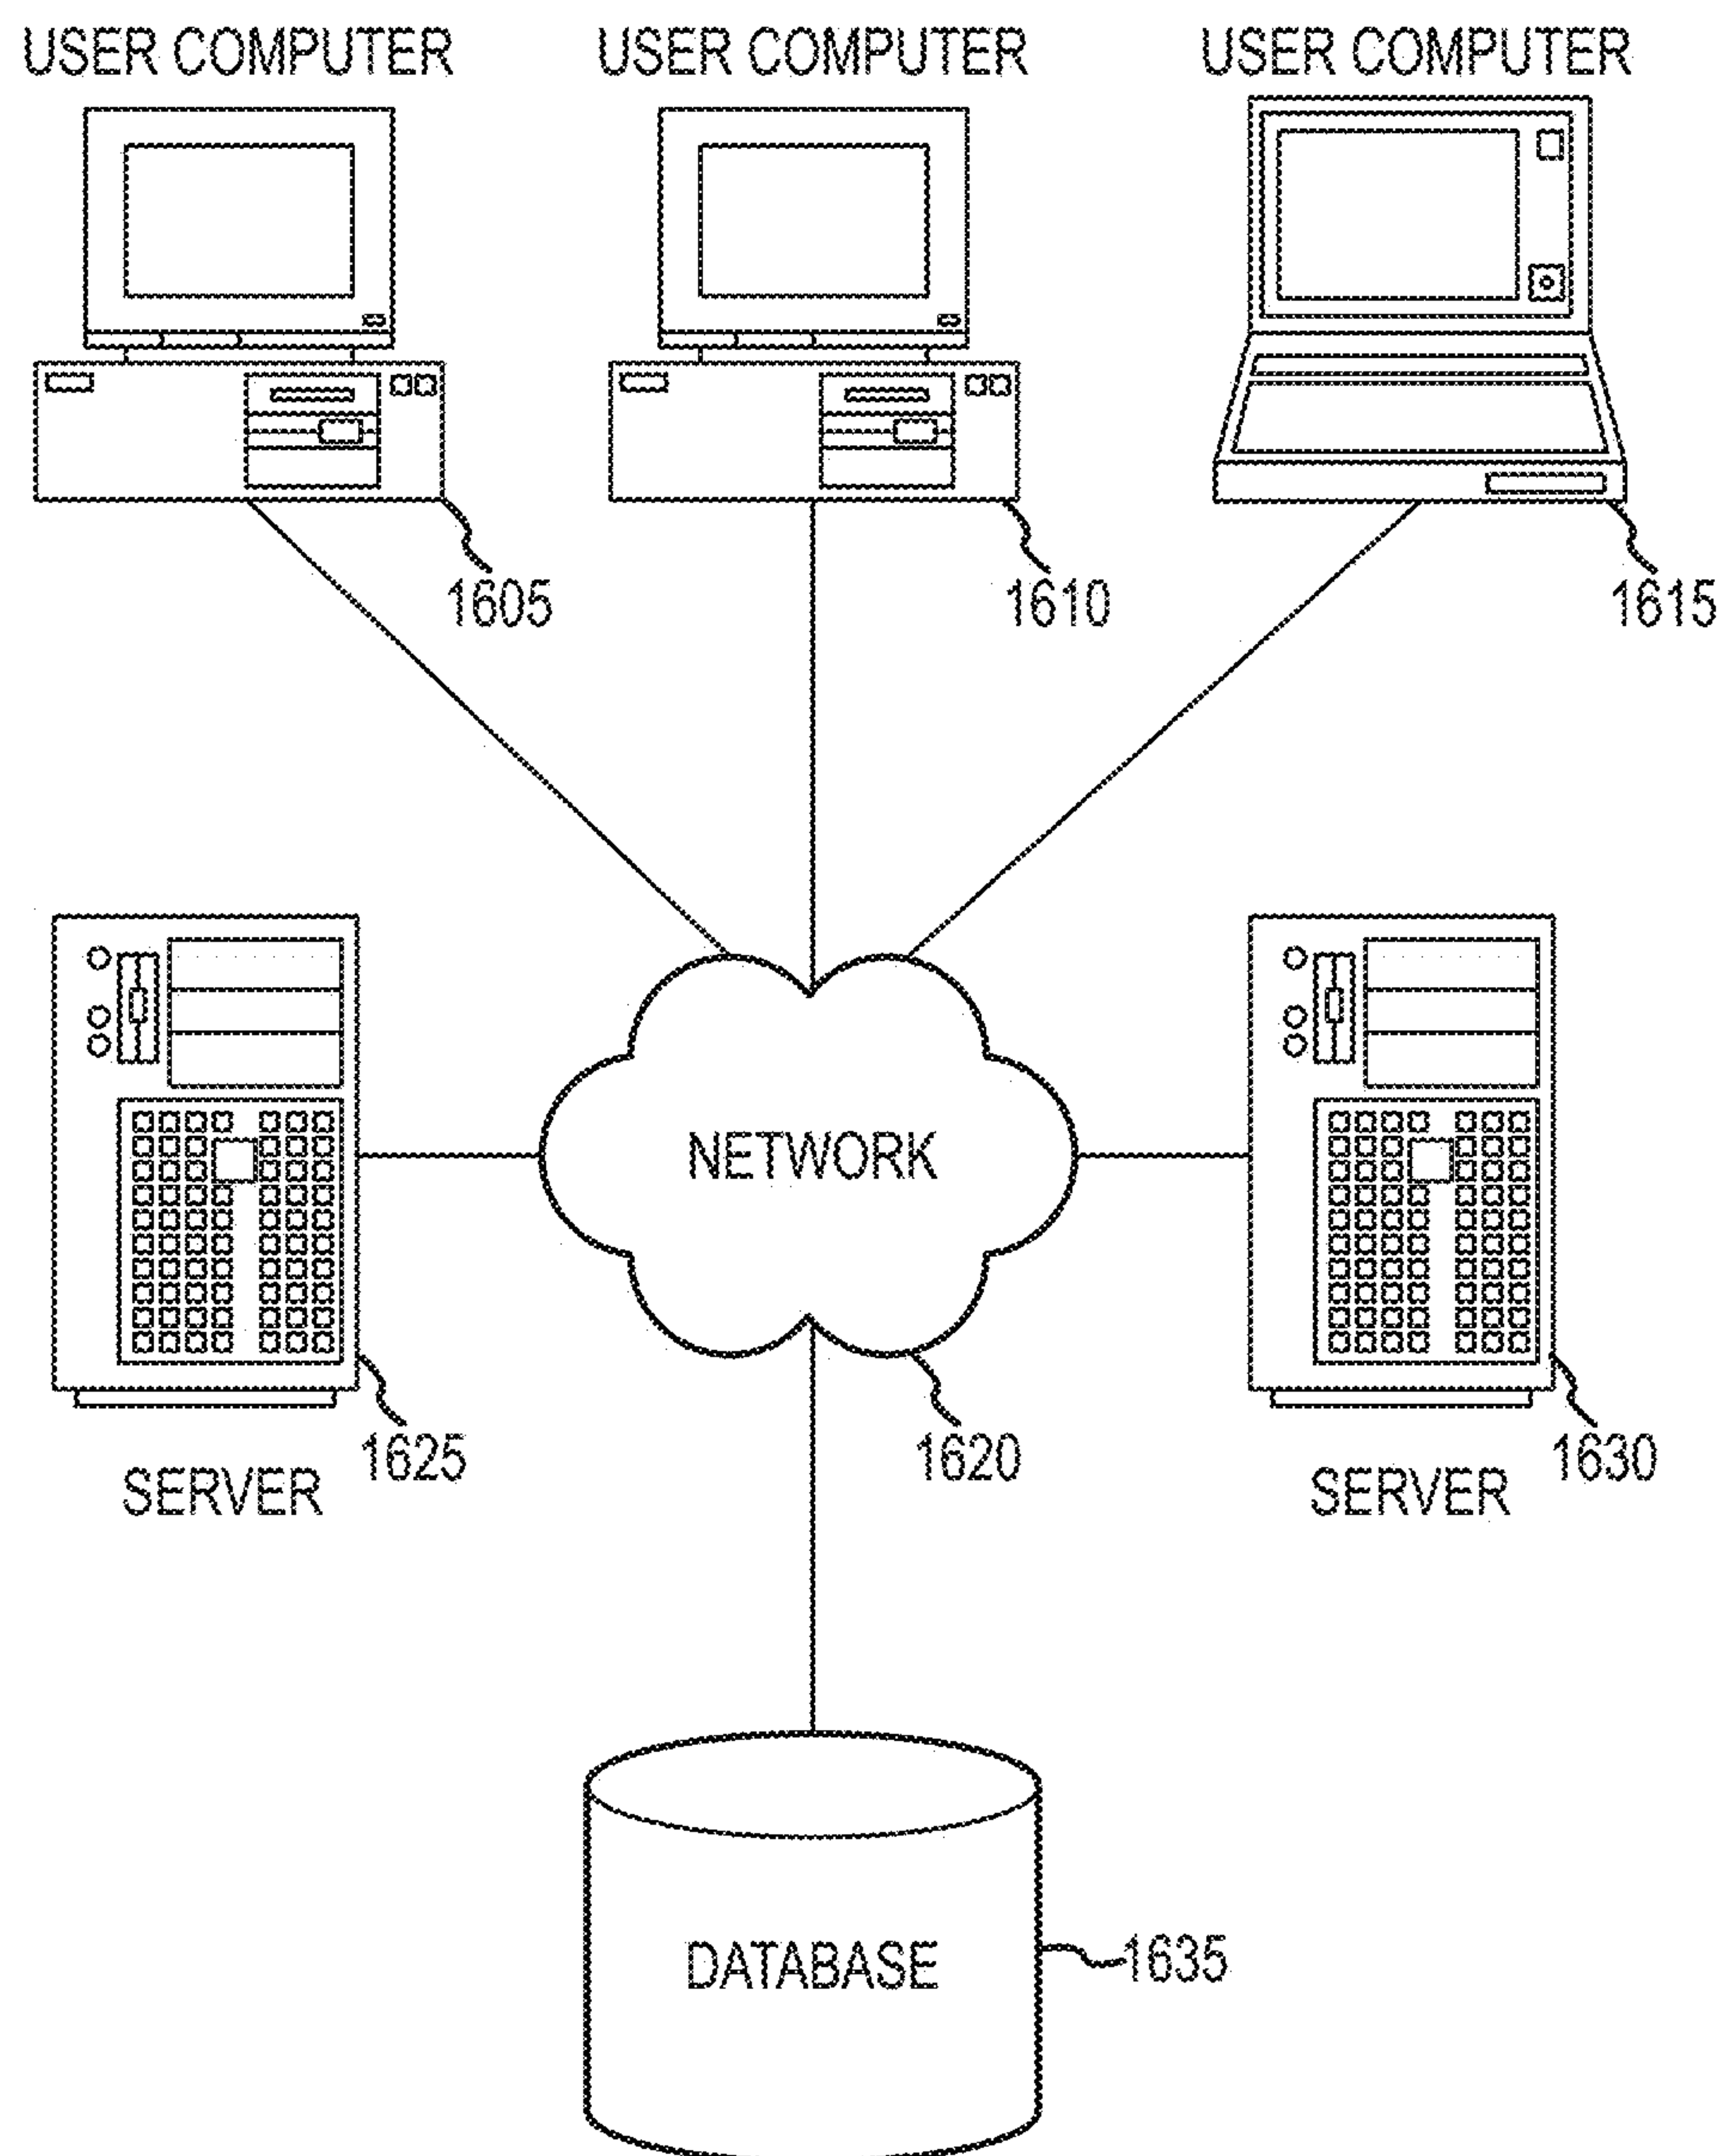 USER COMPUTER
USER COMPUTER
USER COMPUTER
1605
1610
1615
NETWORK
1625
1620
1630
SERVER
SERVER
DATABASE
1635